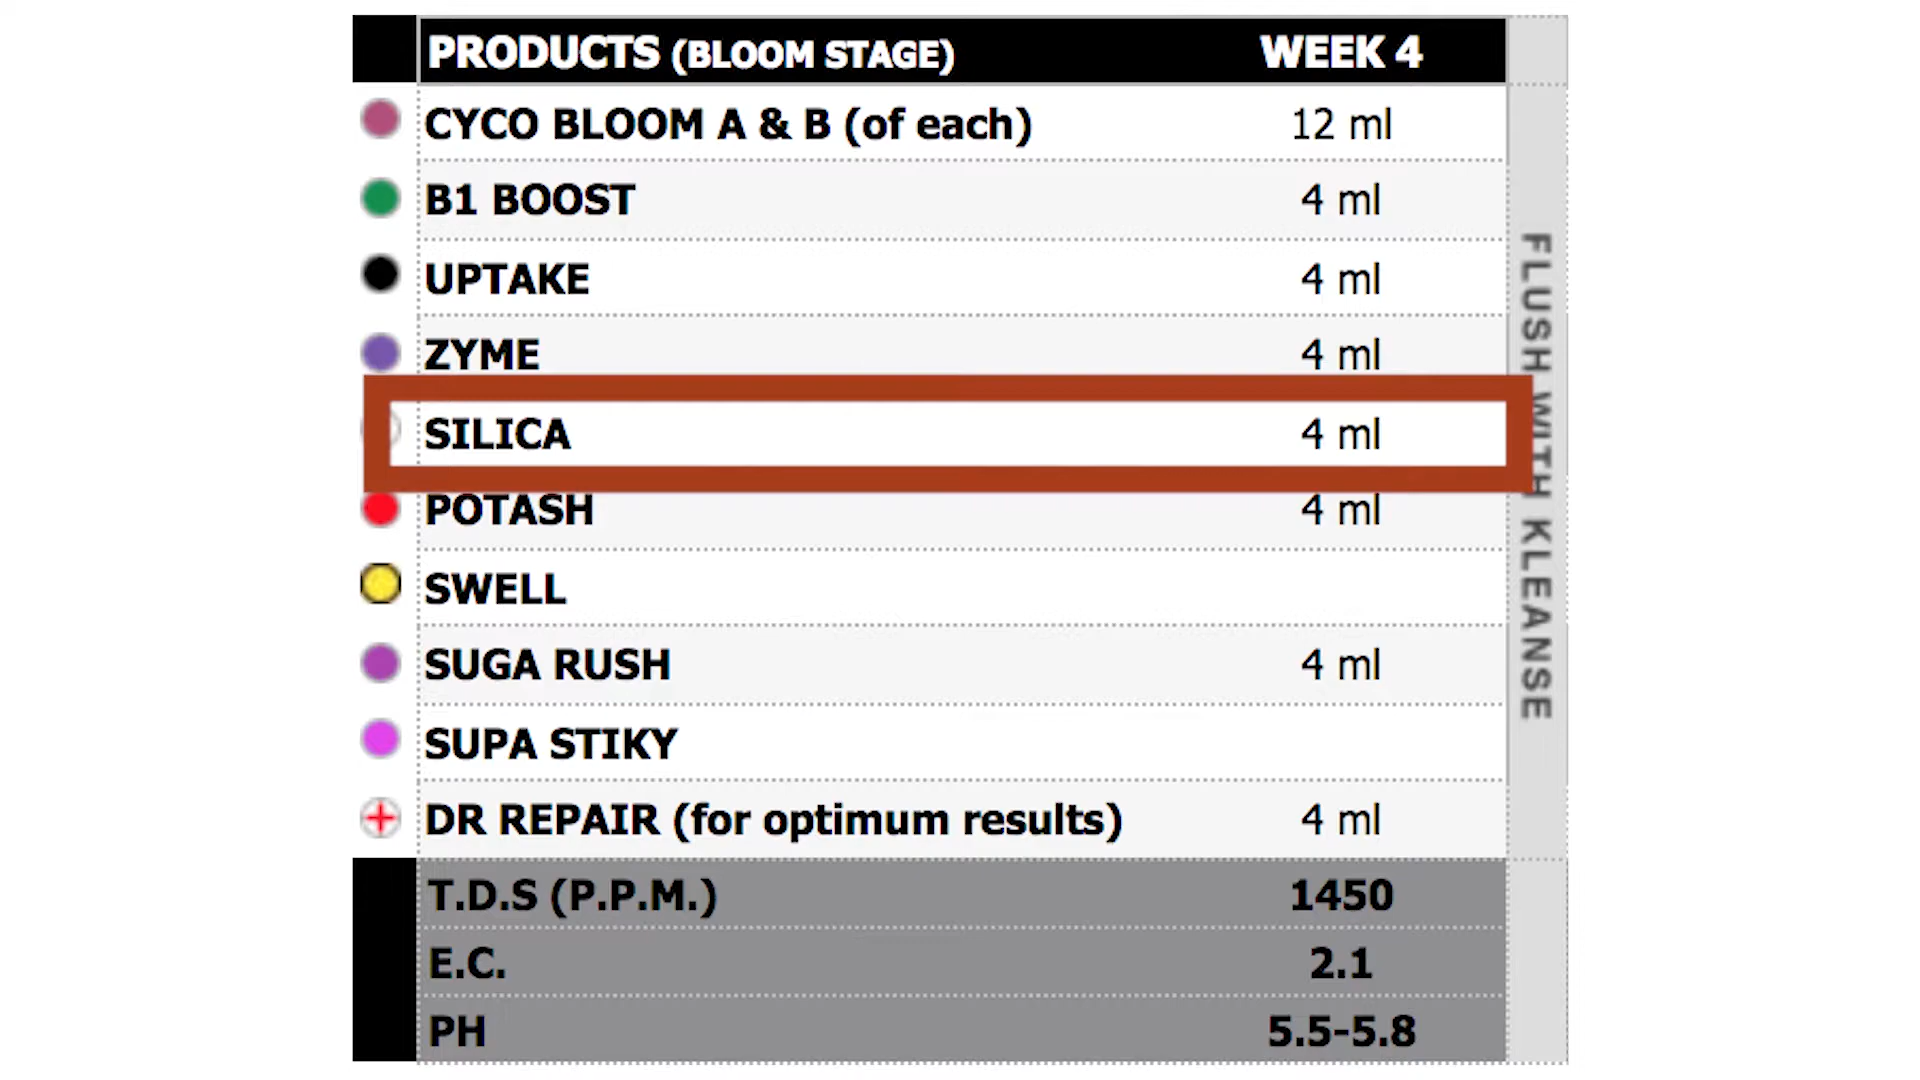 PRODUCTS (BLOOM STAGE) WEEK 4
CYCO BLOOM A & B (of each) 12 ml
B1 BOOST 4 ml
UPTAKE 4 ml
ZYME 4 ml
SILICA 4 ml
POTASH 4 ml
SWELL
SUGA RUSH 4 ml
SUPA STIKY
DR REPAIR (for optimum results) 4 ml
T.D.S (P.P.M.) 1450
E.C. 2.1
PH 5.5-5.8
FLUSH WITH KLEANSE